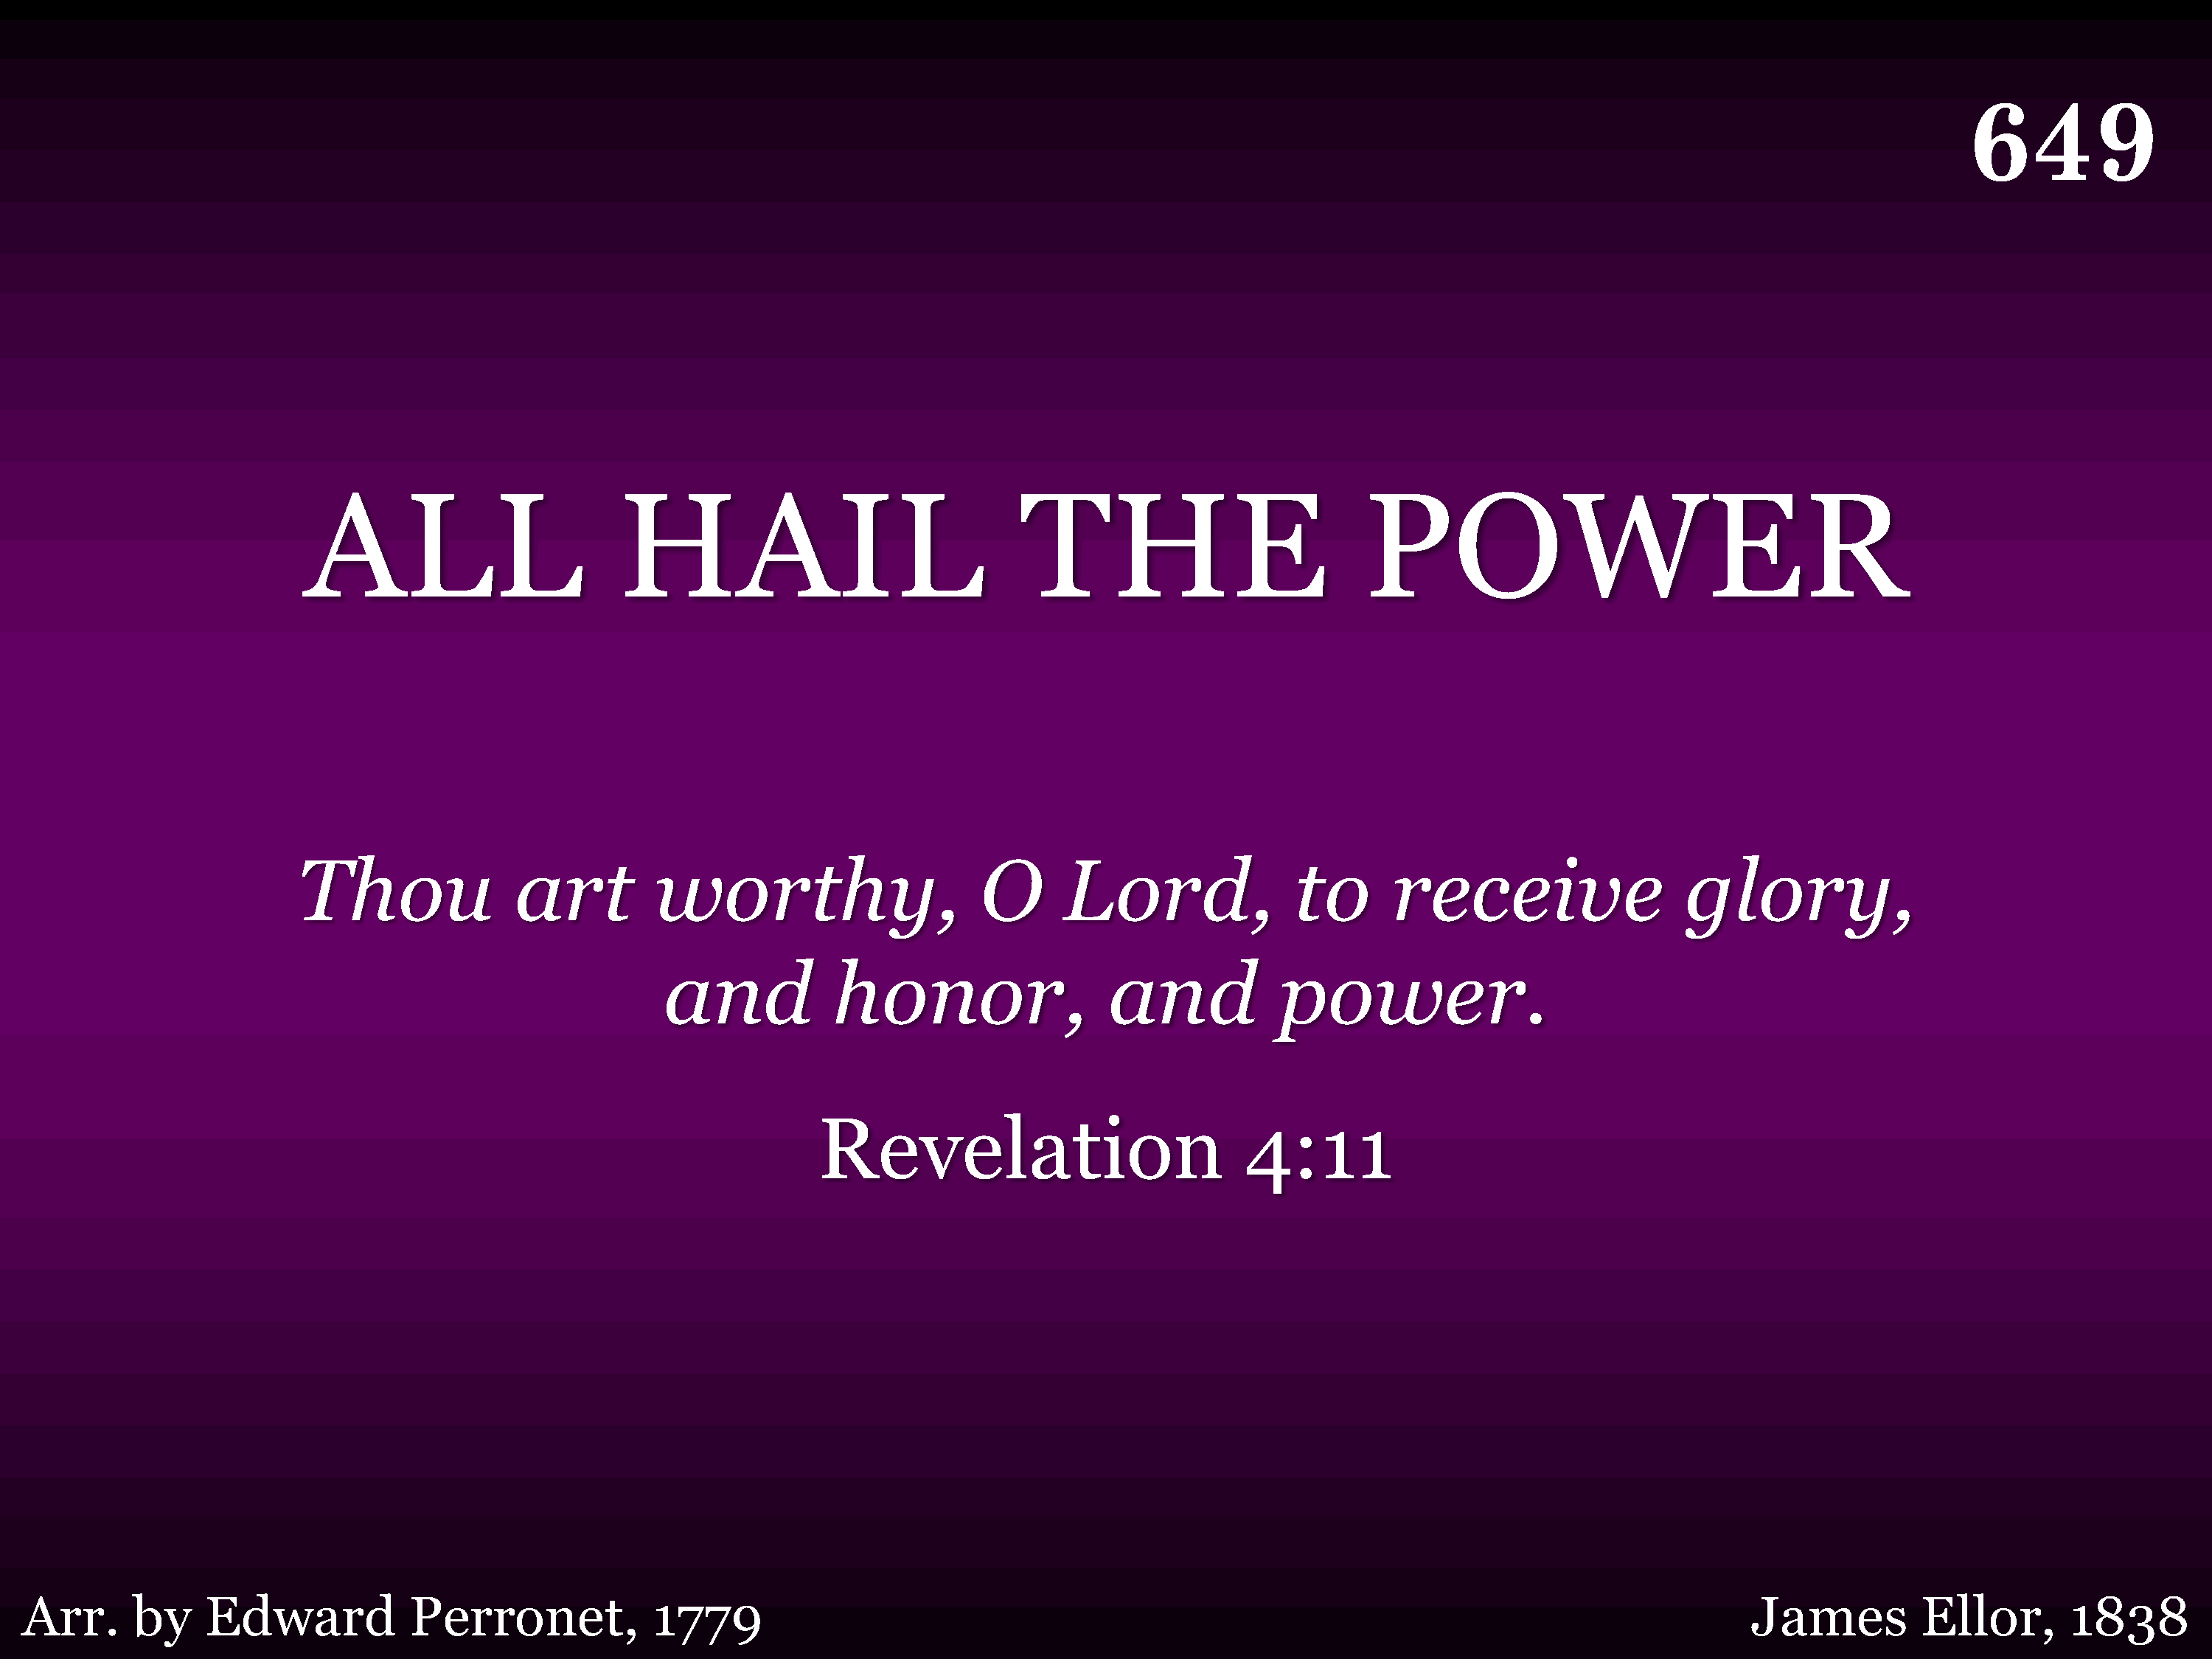 649
ALL HAIL THE POWER
Thou art worthy, O Lord, to receive glory,
and honor, and power.
Revelation 4:11
Arr. by Edward Perronet, 1779
James Ellor, 1838